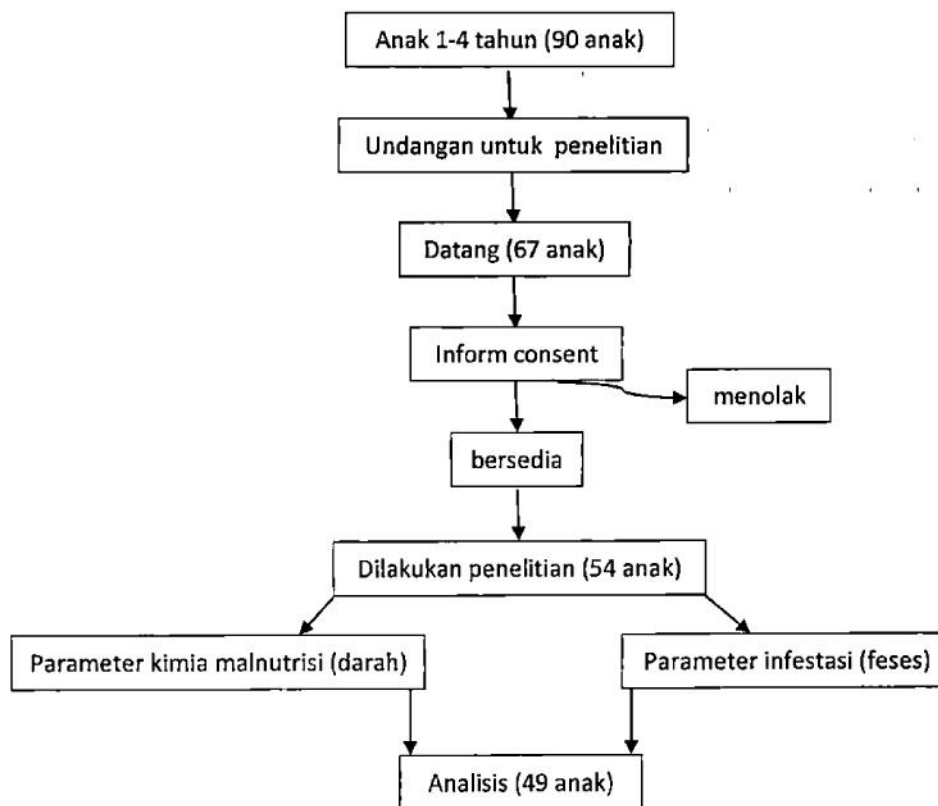 Anak 1-4 tahun (90 anak)
Undangan untuk penelitian
Datang (67 anak)
Inform consent
menolak
bersedia
Dilakukan penelitian (54 anak)
Parameter kimia malnutrisi (darah)
Parameter infestasi (feses)
Analisis (49 anak)